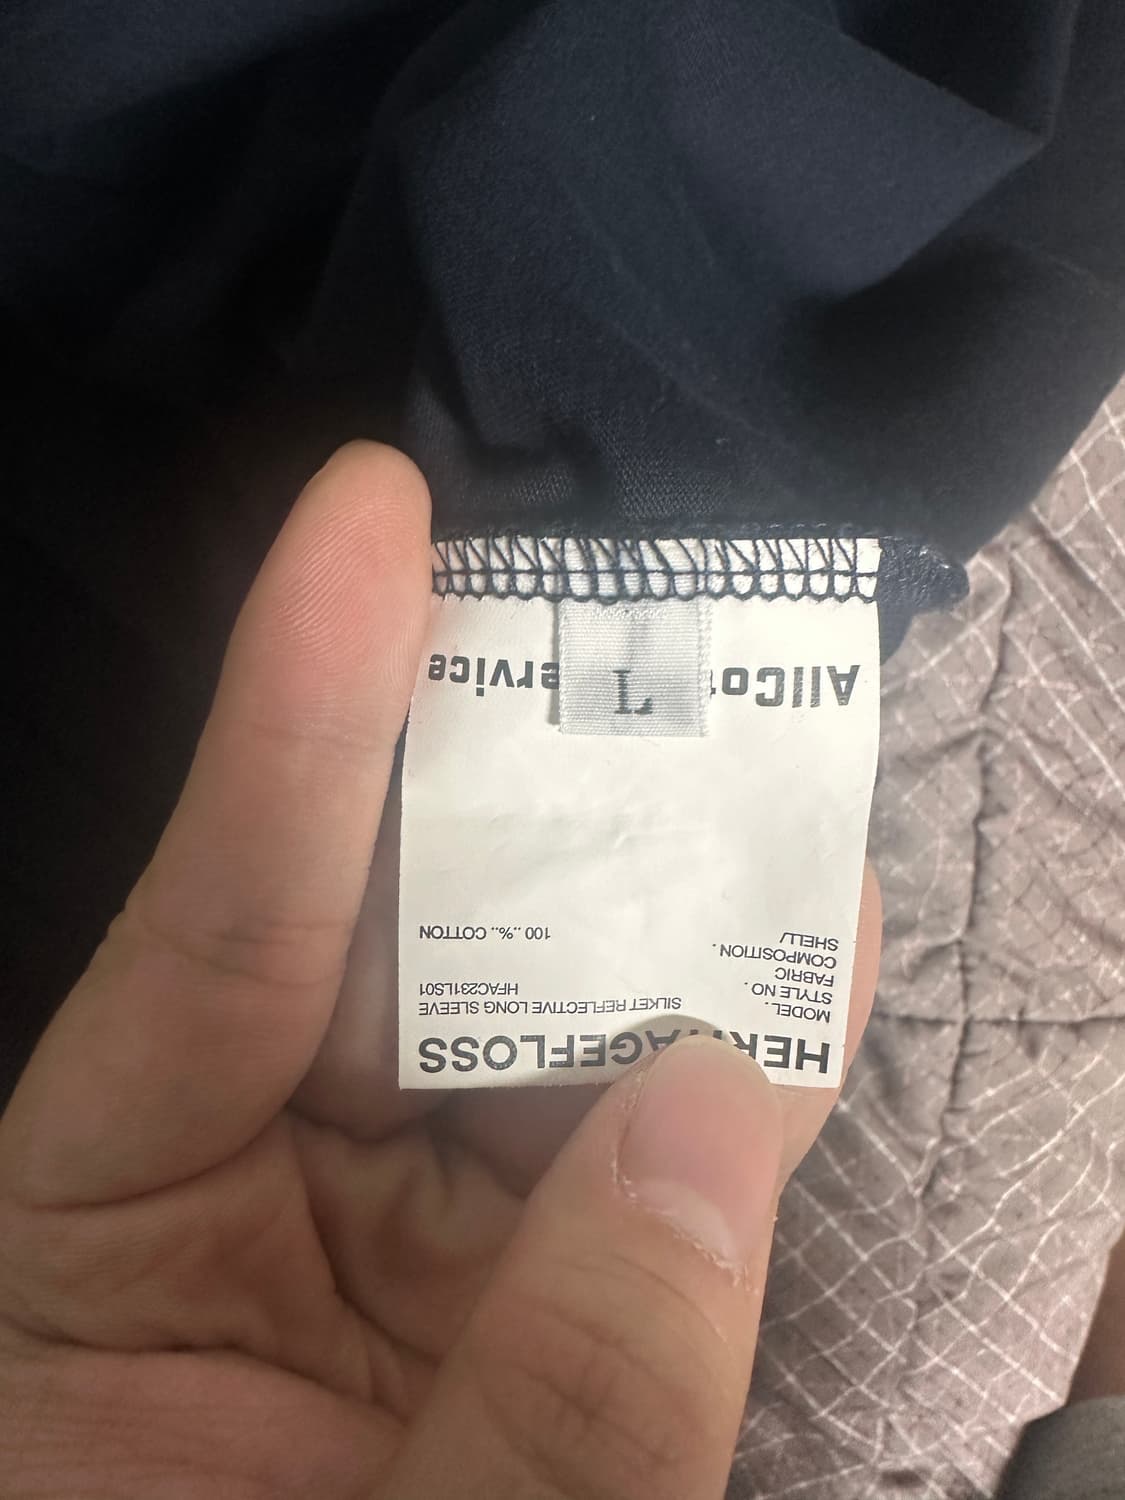 HERITAGEFLOSS
MODEL. SILKET REFLECTIVE LONG SLEEVE
STYLE NO. HFAC231LS01
FABRIC
COMPOSITION.
SHELL/ 100..%.. COTTON
L